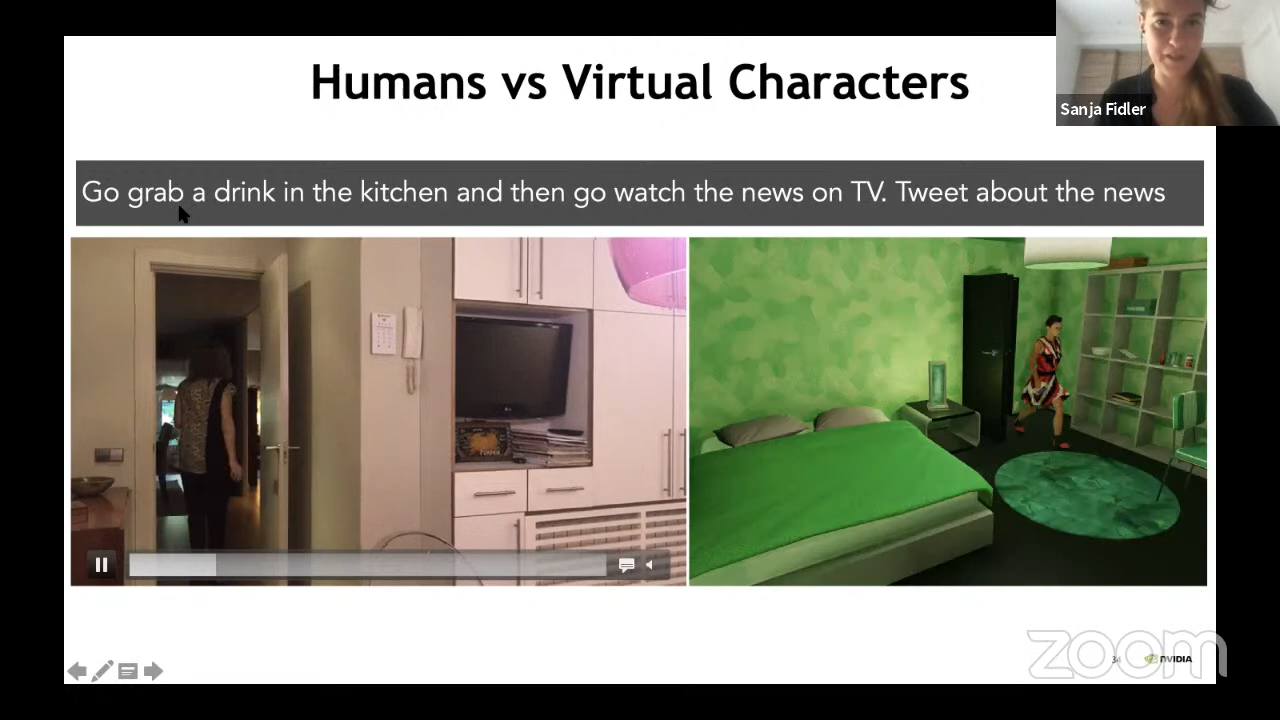 Humans vs Virtual Characters
Sanja Fidler
Go grab a drink in the kitchen and then go watch the news on TV. Tweet about the news
zoom
34
NVIDIA